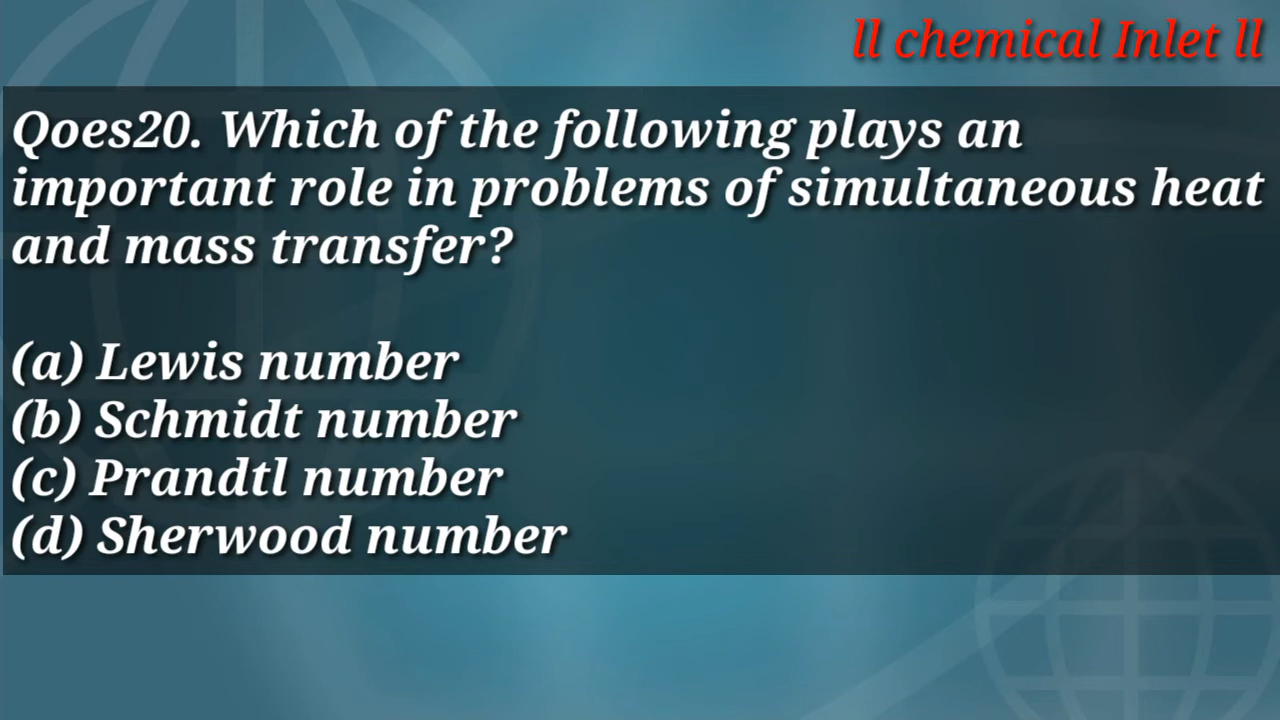 ll chemical Inlet ll
Qoes20. Which of the following plays an
important role in problems of simultaneous heat
and mass transfer?
(a) Lewis number
(b) Schmidt number
(c) Prandtl number
(d) Sherwood number